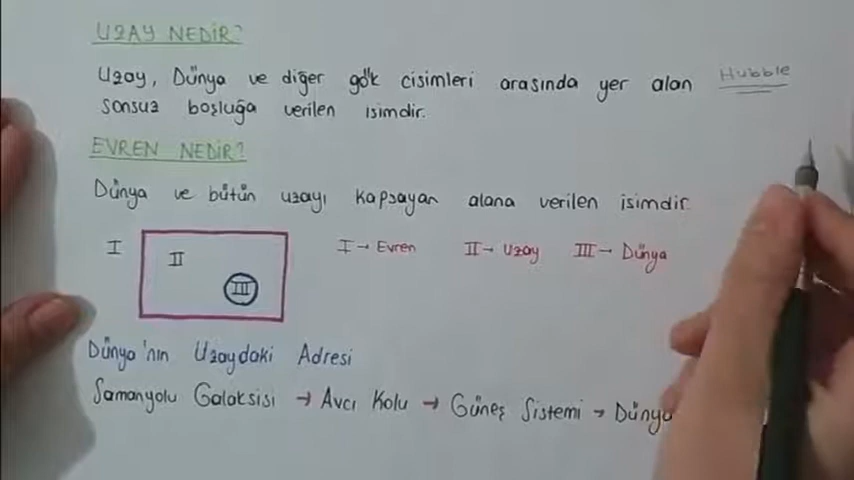 UZAY NEDİR?
Uzay, Dünya ve diğer gök cisimleri arasında yer alan Hubble
sonsuz boşluğa verilen isimdir.
EVREN NEDİR?
Dünya ve bütün uzayı kapsayan alana verilen isimdir.
I II III I → Evren II → Uzay III → Dünya
Dünya'nın Uzaydaki Adresi
Samanyolu Galaksisi → Avcı Kolu → Güneş Sistemi → Dünya